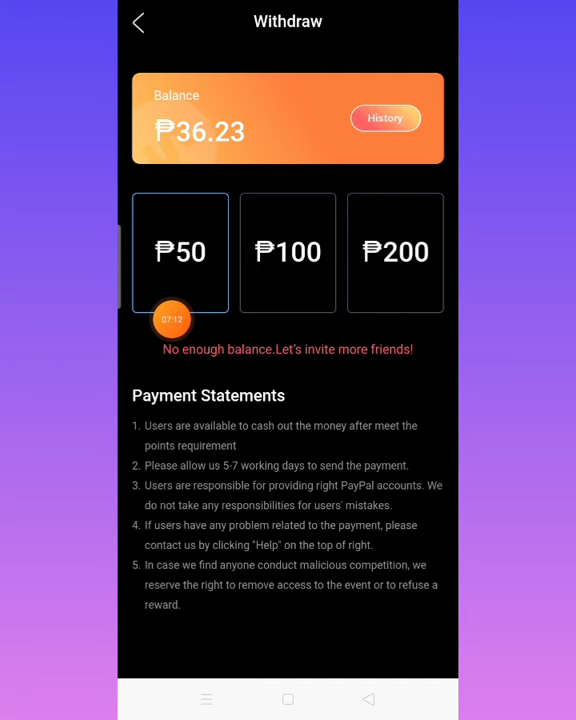 Withdraw
Balance
₱36.23
History
₱50
₱100
₱200
07:12
No enough balance.Let's invite more friends!
Payment Statements
1. Users are available to cash out the money after meet the
points requirement
2. Please allow us 5-7 working days to send the payment.
3. Users are responsible for providing right PayPal accounts. We
do not take any responsibilities for users' mistakes.
4. If users have any problem related to the payment, please
contact us by clicking "Help" on the top of right.
5. In case we find anyone conduct malicious competition, we
reserve the right to remove access to the event or to refuse a
reward.